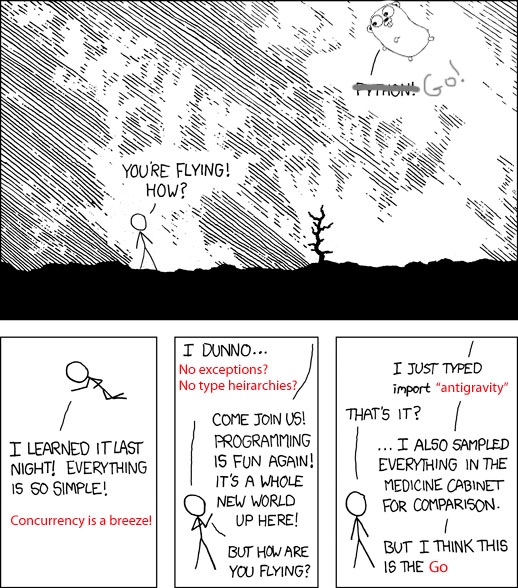 PYTHON! Go!
YOU'RE FLYING!
HOW?
I LEARNED IT LAST
NIGHT! EVERYTHING
IS SO SIMPLE!
Concurrency is a breeze!
I DUNNO...
No exceptions?
No type heirarchies?
COME JOIN US!
PROGRAMMING
IS FUN AGAIN!
IT'S A WHOLE
NEW WORLD
UP HERE!
BUT HOW ARE
YOU FLYING?
I JUST TYPED
import "antigravity"
THAT'S IT?
...I ALSO SAMPLED
EVERYTHING IN THE
MEDICINE CABINET
FOR COMPARISON.
BUT I THINK THIS
IS THE Go